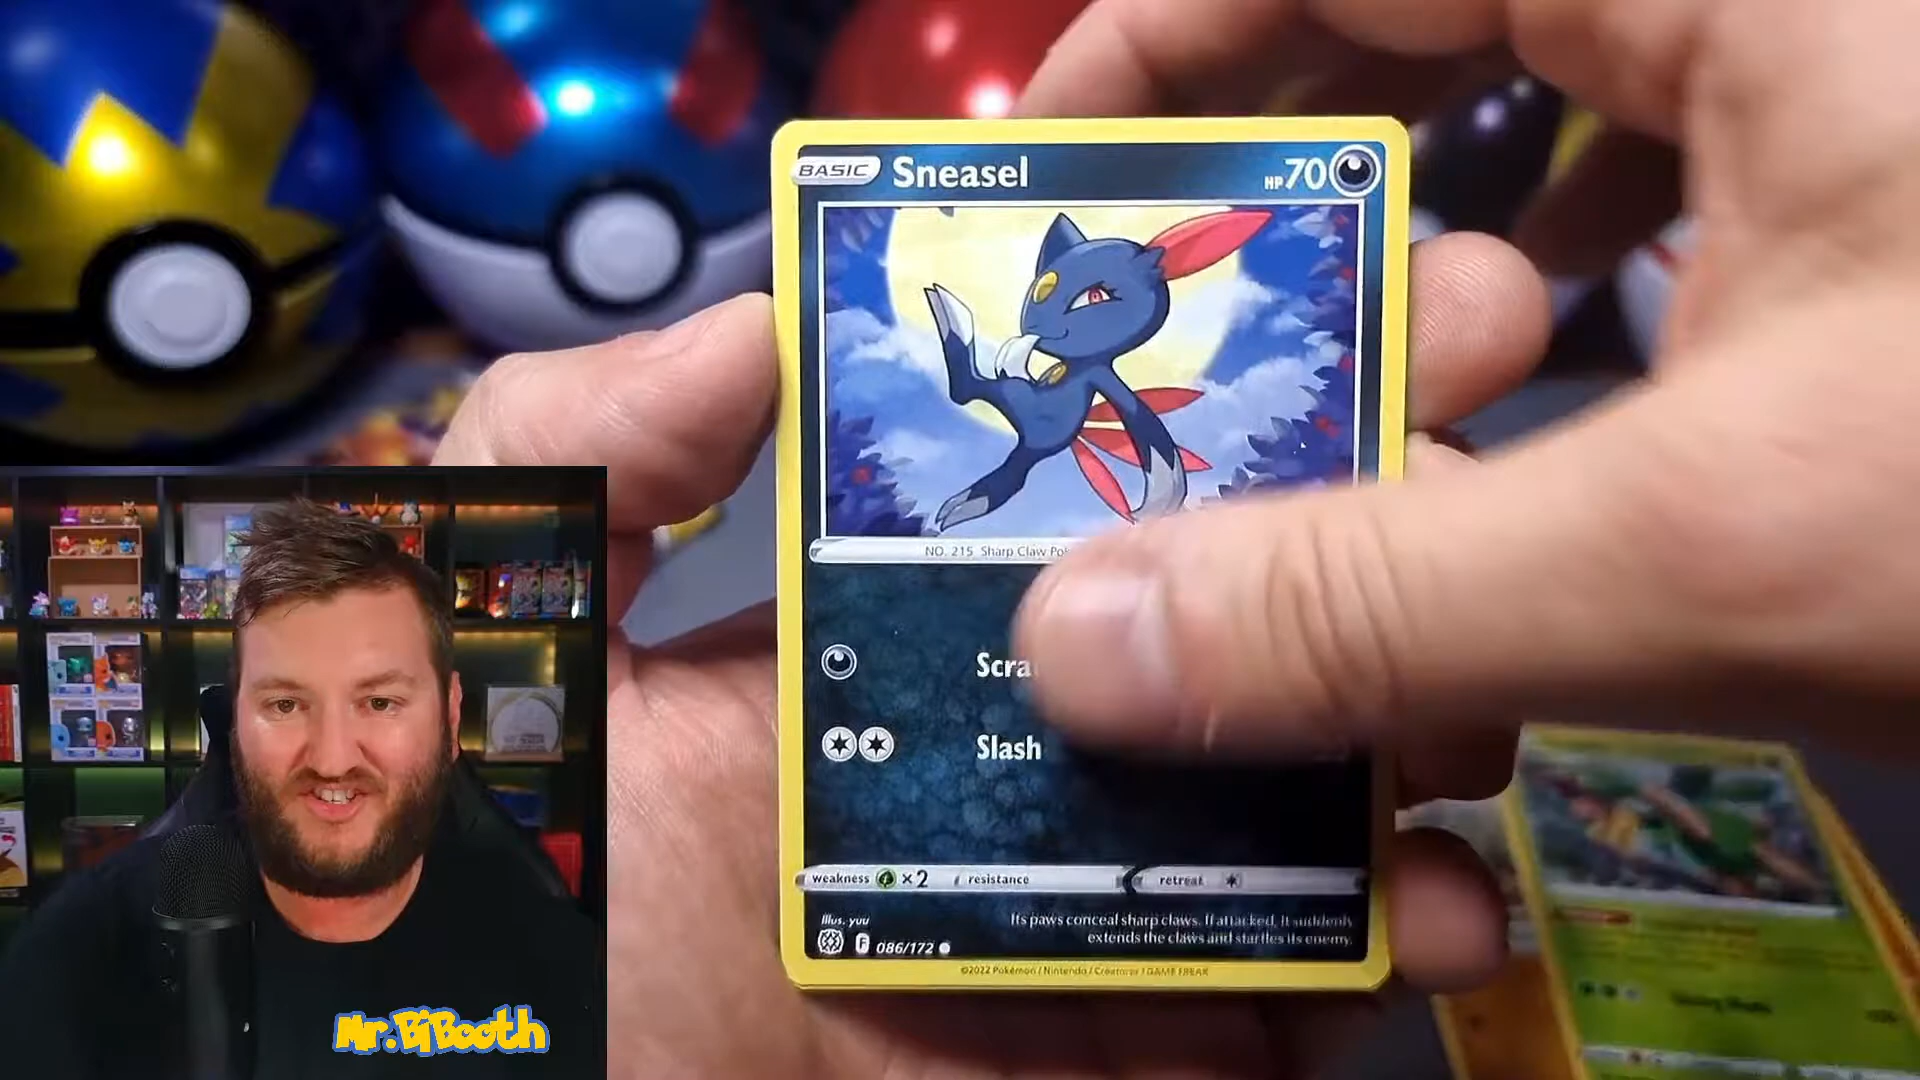 BASIC Sneasel HP70
NO. 215 Sharp Claw
Scra
Slash
weakness ×2 resistance retreat
Illus. yuu
Its paws conceal sharp claws. If attacked, it suddenly
extends the claws and startles its enemy.
F 086/172
©2022 Pokémon / Nintendo / Creatures / GAME FREAK
Mr.BiBooth